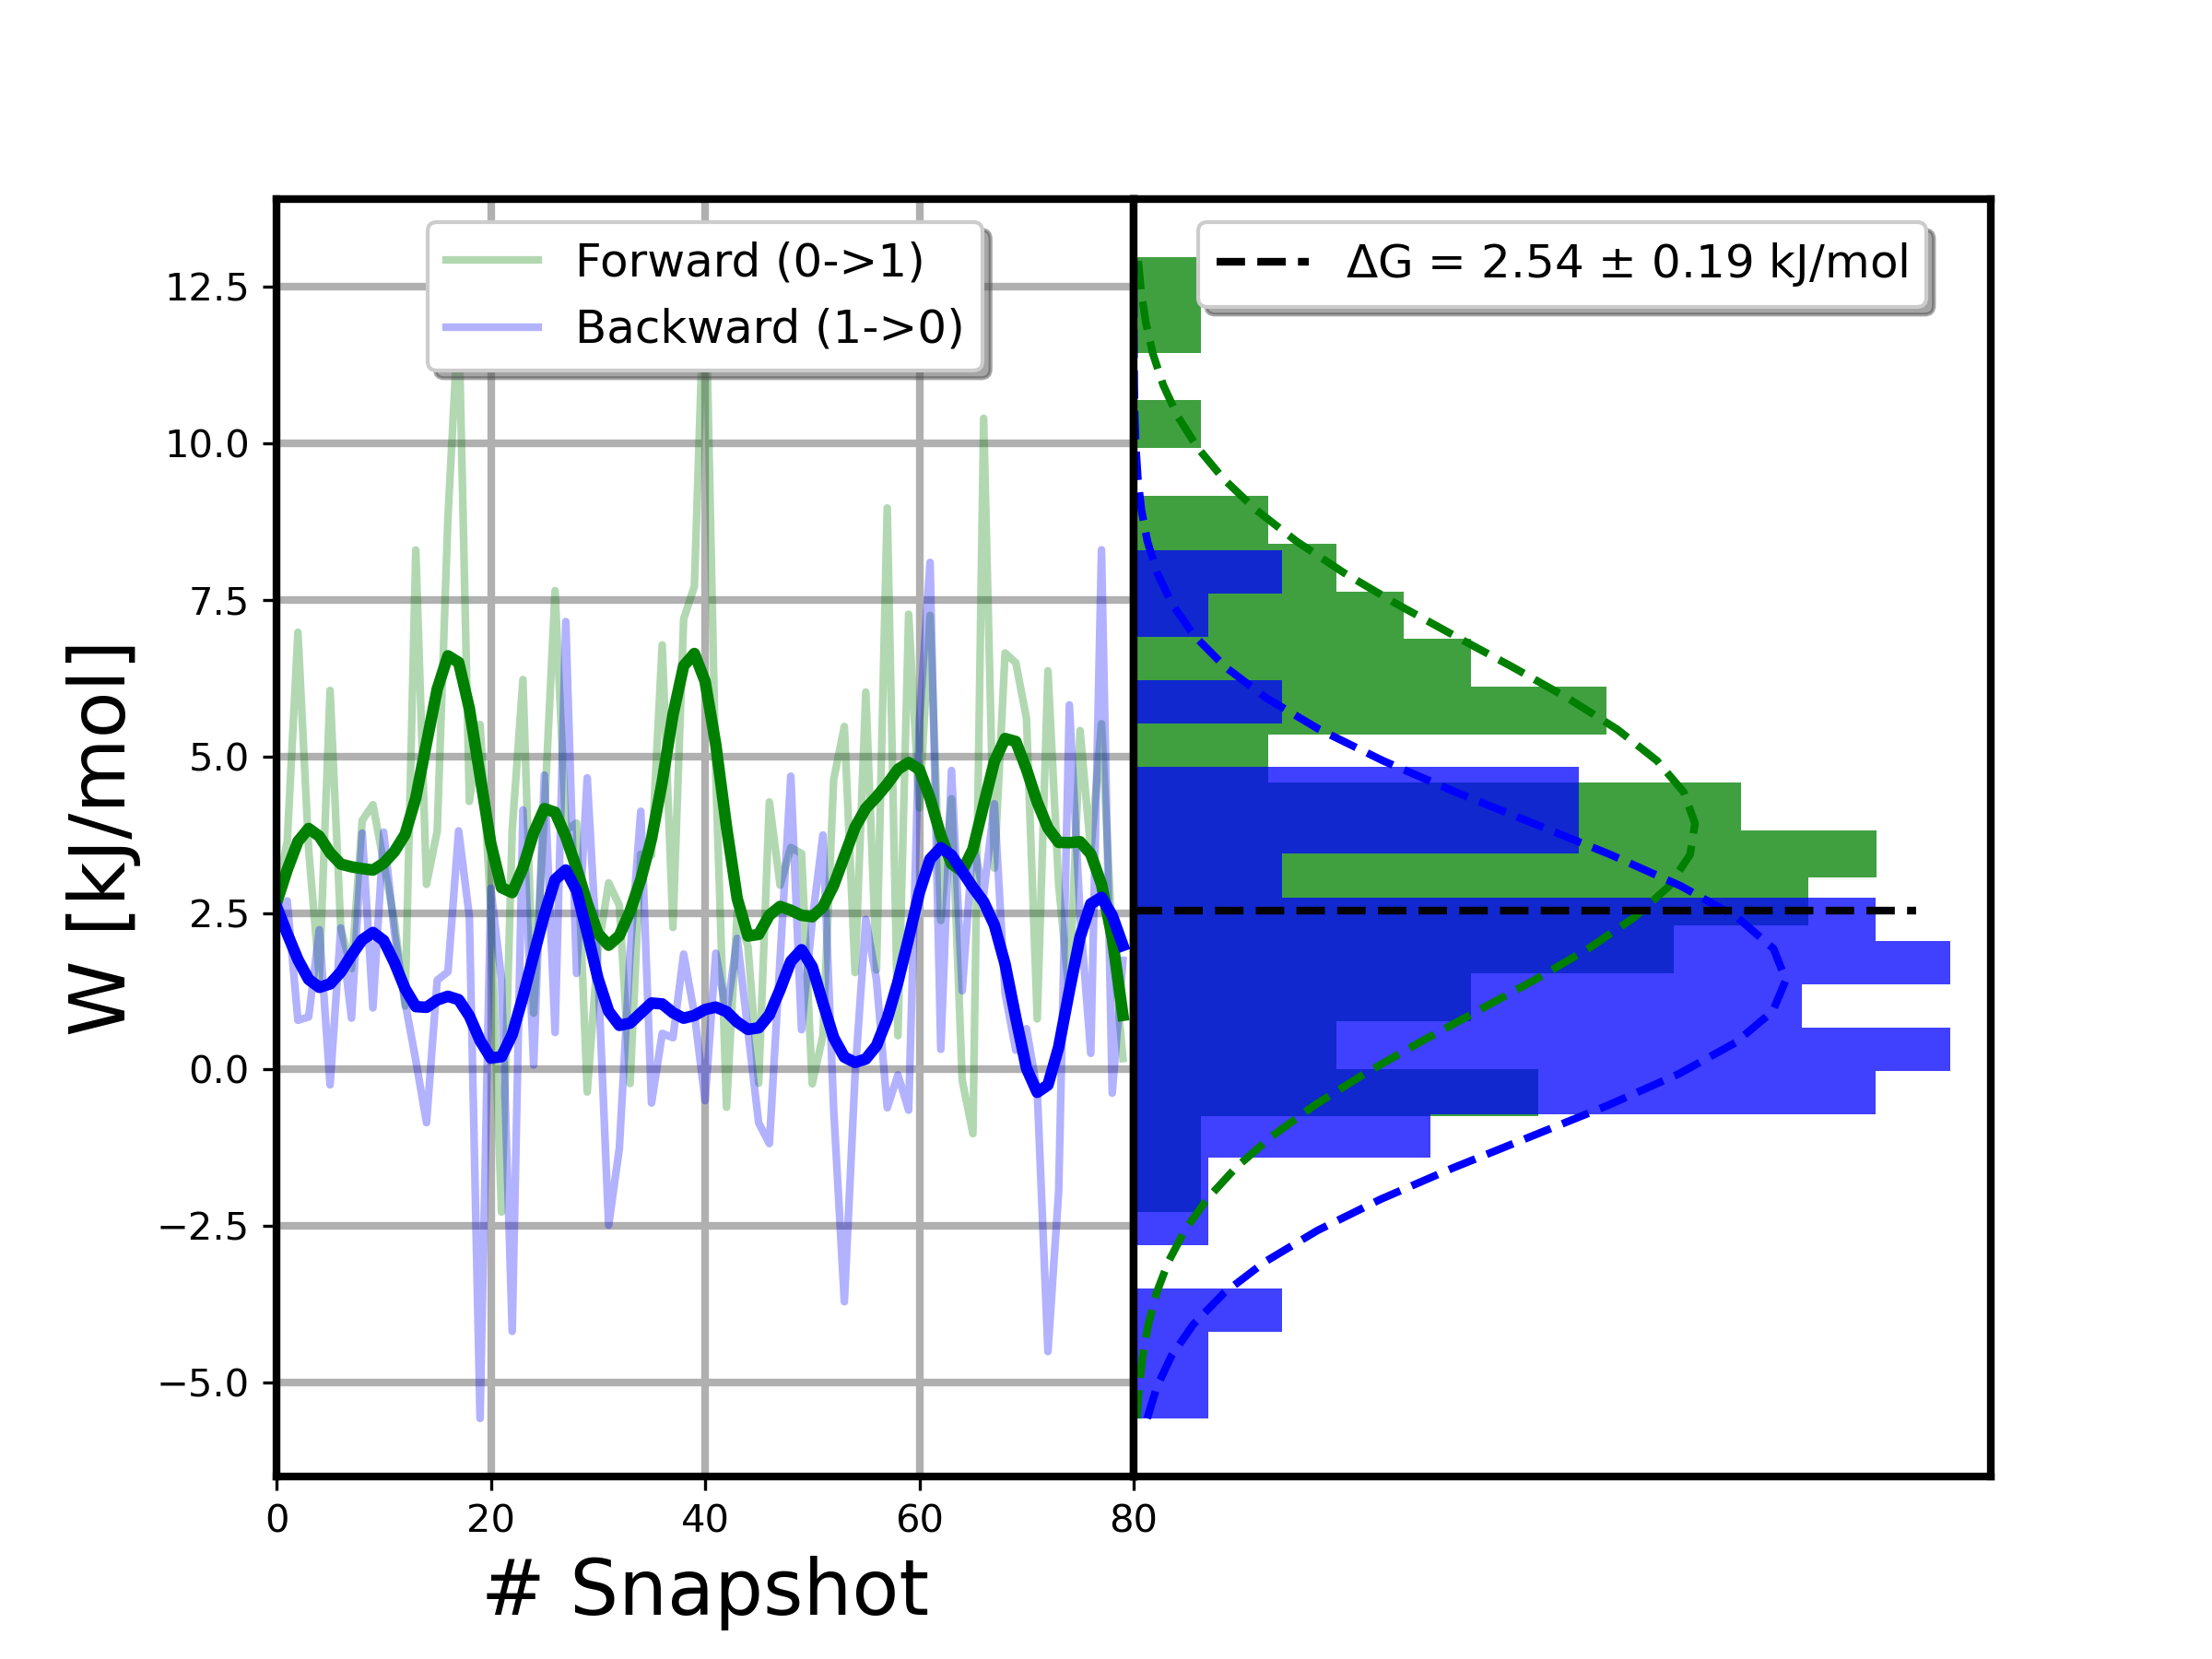 Forward (0->1)
Backward (1->0)
ΔG = 2.54 ± 0.19 kJ/mol
W [kJ/mol]
12.5
10.0
7.5
5.0
2.5
0.0
−2.5
−5.0
0 20 40 60 80
# Snapshot